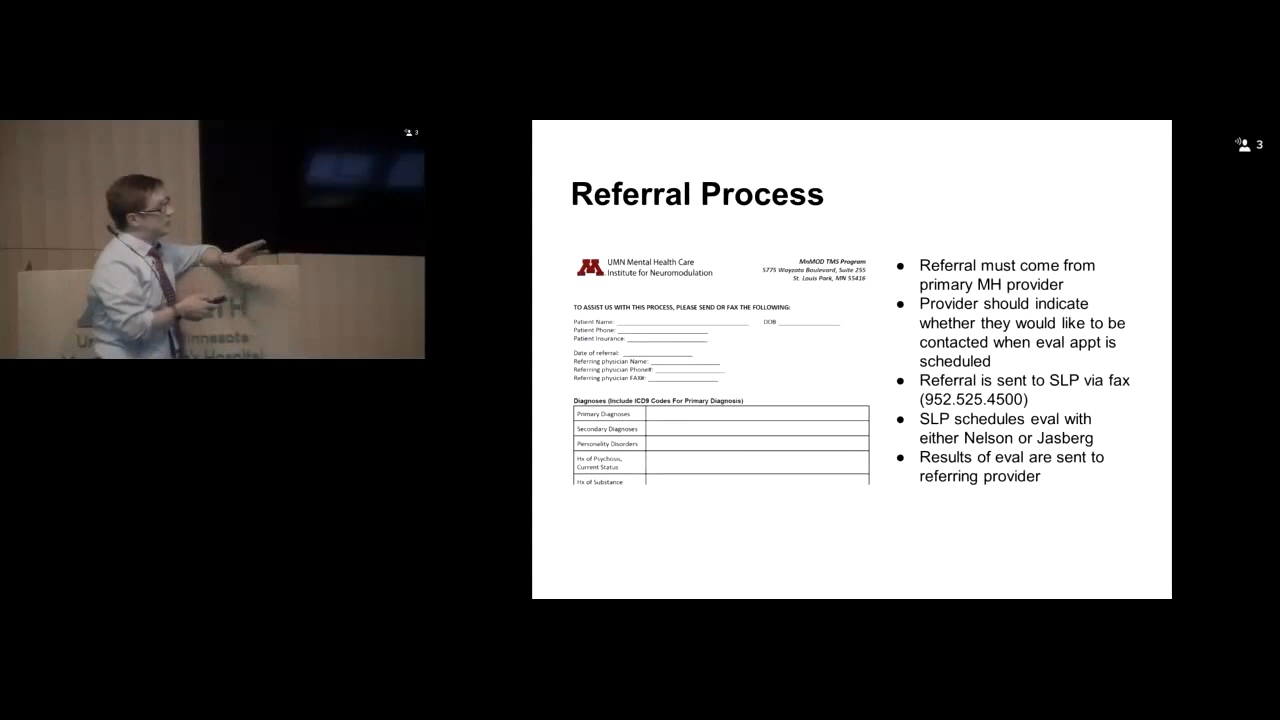 3
TH
Minnesota
's Hospital
3
Referral Process
UMN Mental Health Care
Institute for Neuromodulation
MnMOD TMS Program
5775 Wayzata Boulevard, Suite 255
St. Louis Park, MN 55416
TO ASSIST US WITH THIS PROCESS, PLEASE SEND OR FAX THE FOLLOWING:
Patient Name: DOB
Patient Phone:
Patient Insurance:
Date of referral:
Referring physician Name:
Referring physician Phone#:
Referring physician FAX#:
Diagnoses (Include ICD9 Codes For Primary Diagnosis)
Primary Diagnoses
Secondary Diagnoses
Personality Disorders
Hx of Psychosis,
Current Status
Hx of Substance
● Referral must come from
primary MH provider
● Provider should indicate
whether they would like to be
contacted when eval appt is
scheduled
● Referral is sent to SLP via fax
(952.525.4500)
● SLP schedules eval with
either Nelson or Jasberg
● Results of eval are sent to
referring provider